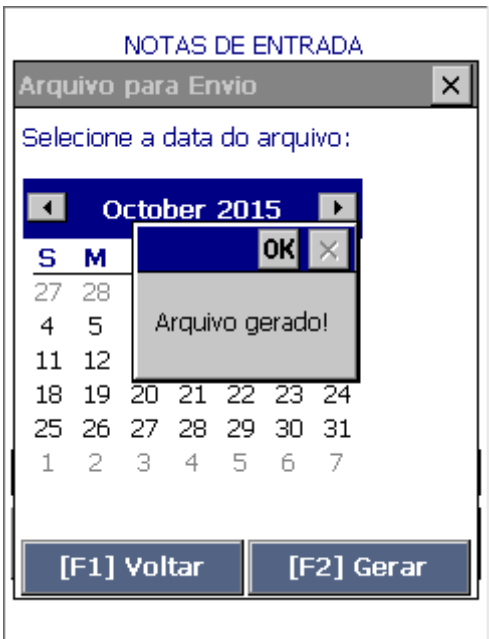 NOTAS DE ENTRADA
Arquivo para Envio
Selecione a data do arquivo:
October 2015
OK
S M
27 28
Arquivo gerado!
4 5
11 12
18 19 20 21 22 23 24
25 26 27 28 29 30 31
1 2 3 4 5 6 7
[F1] Voltar [F2] Gerar